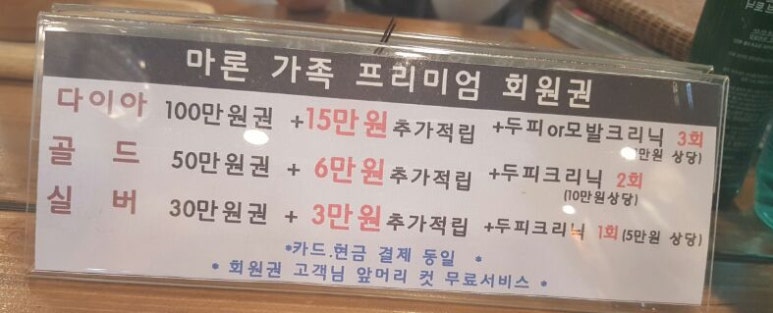 마론 가족 프리미엄 회원권
다이아 100만원권 +15만원 추가적립 +두피or모발크리닉 3회
만원 상당)
골드 50만원권 + 6만원 추가적립 +두피크리닉 2회
(10만원상당)
실버 30만원권 + 3만원 추가적립 +두피크리닉 1회 (5만원 상당)
*카드.현금 결제 동일 *
* 회원권 고객님 앞머리 컷 무료서비스 *